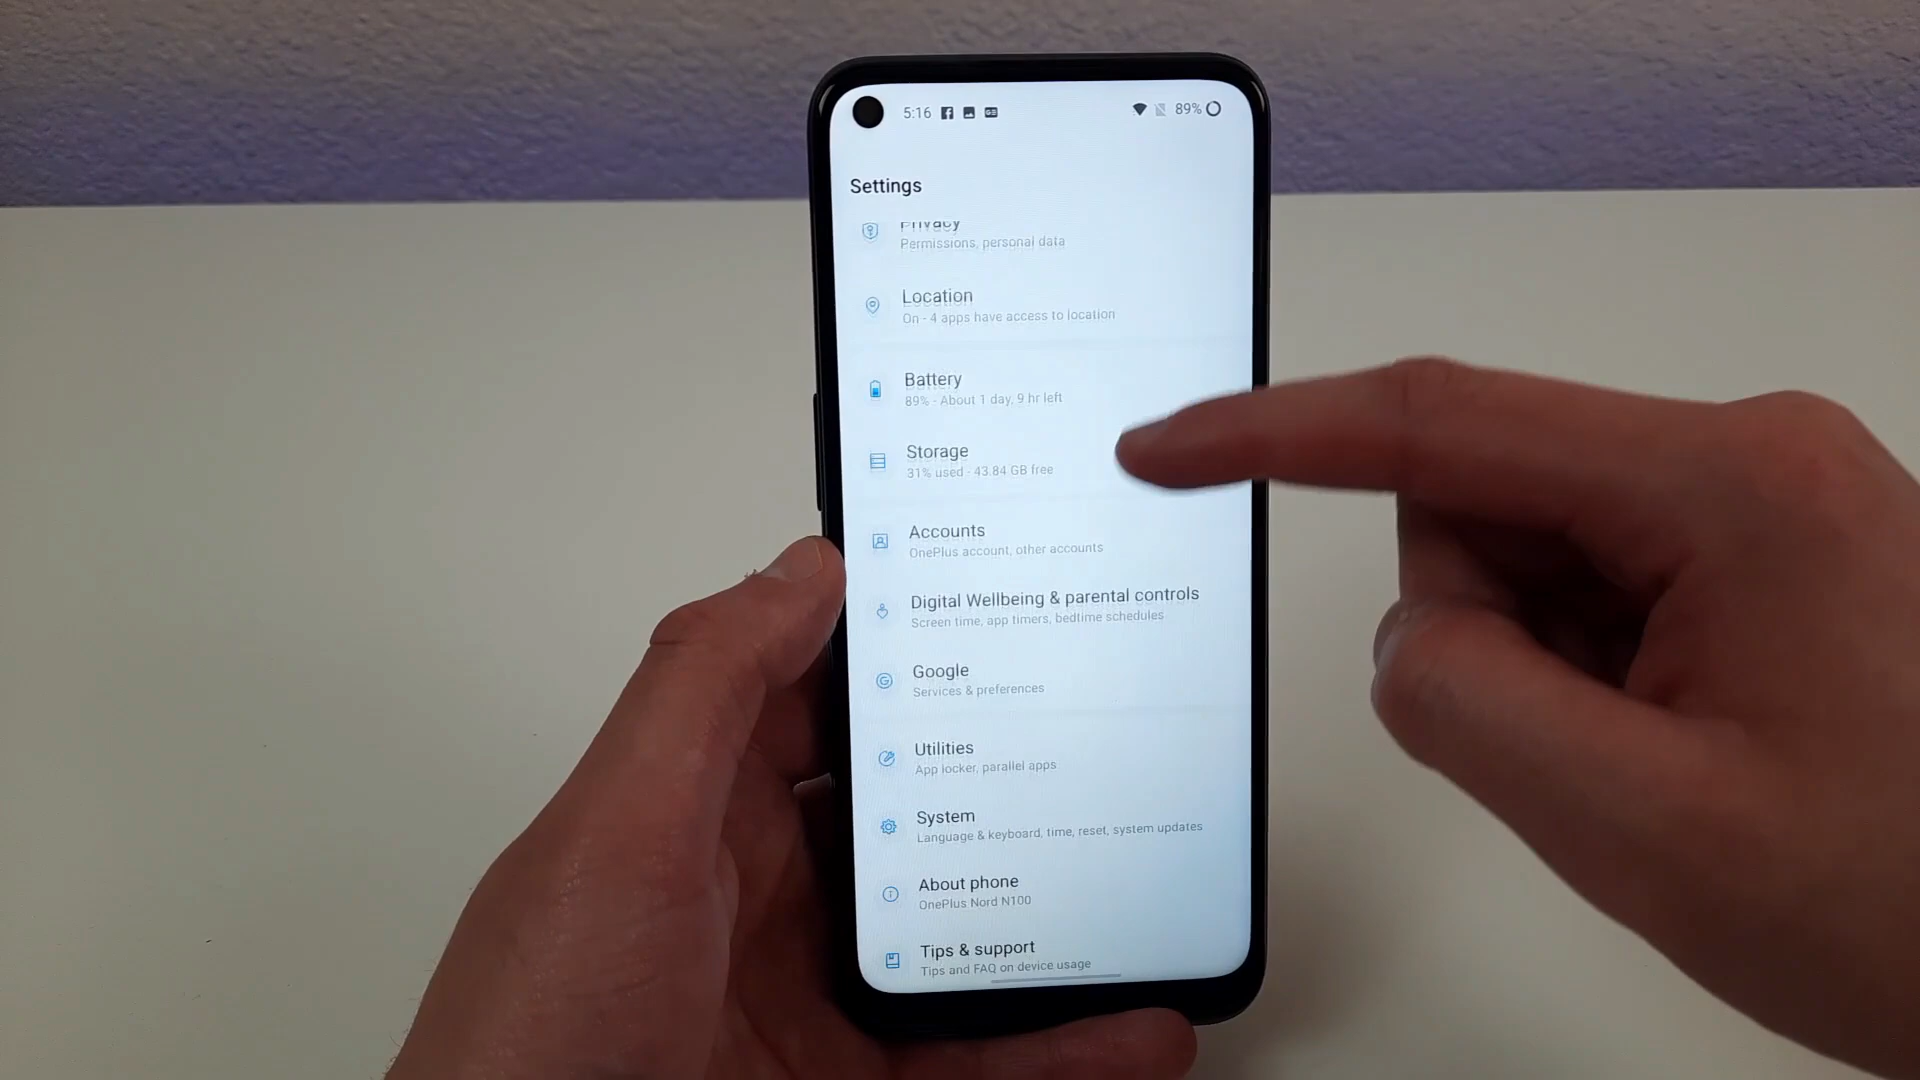 5:16
89%
Settings
Privacy
Permissions, personal data
Location
On - 4 apps have access to location
Battery
89% - About 1 day, 9 hr left
Storage
31% used - 43.84 GB free
Accounts
OnePlus account, other accounts
Digital Wellbeing & parental controls
Screen time, app timers, bedtime schedules
Google
Services & preferences
Utilities
App locker, parallel apps
System
Language & keyboard, time, reset, system updates
About phone
OnePlus Nord N100
Tips & support
Tips and FAQ on device usage